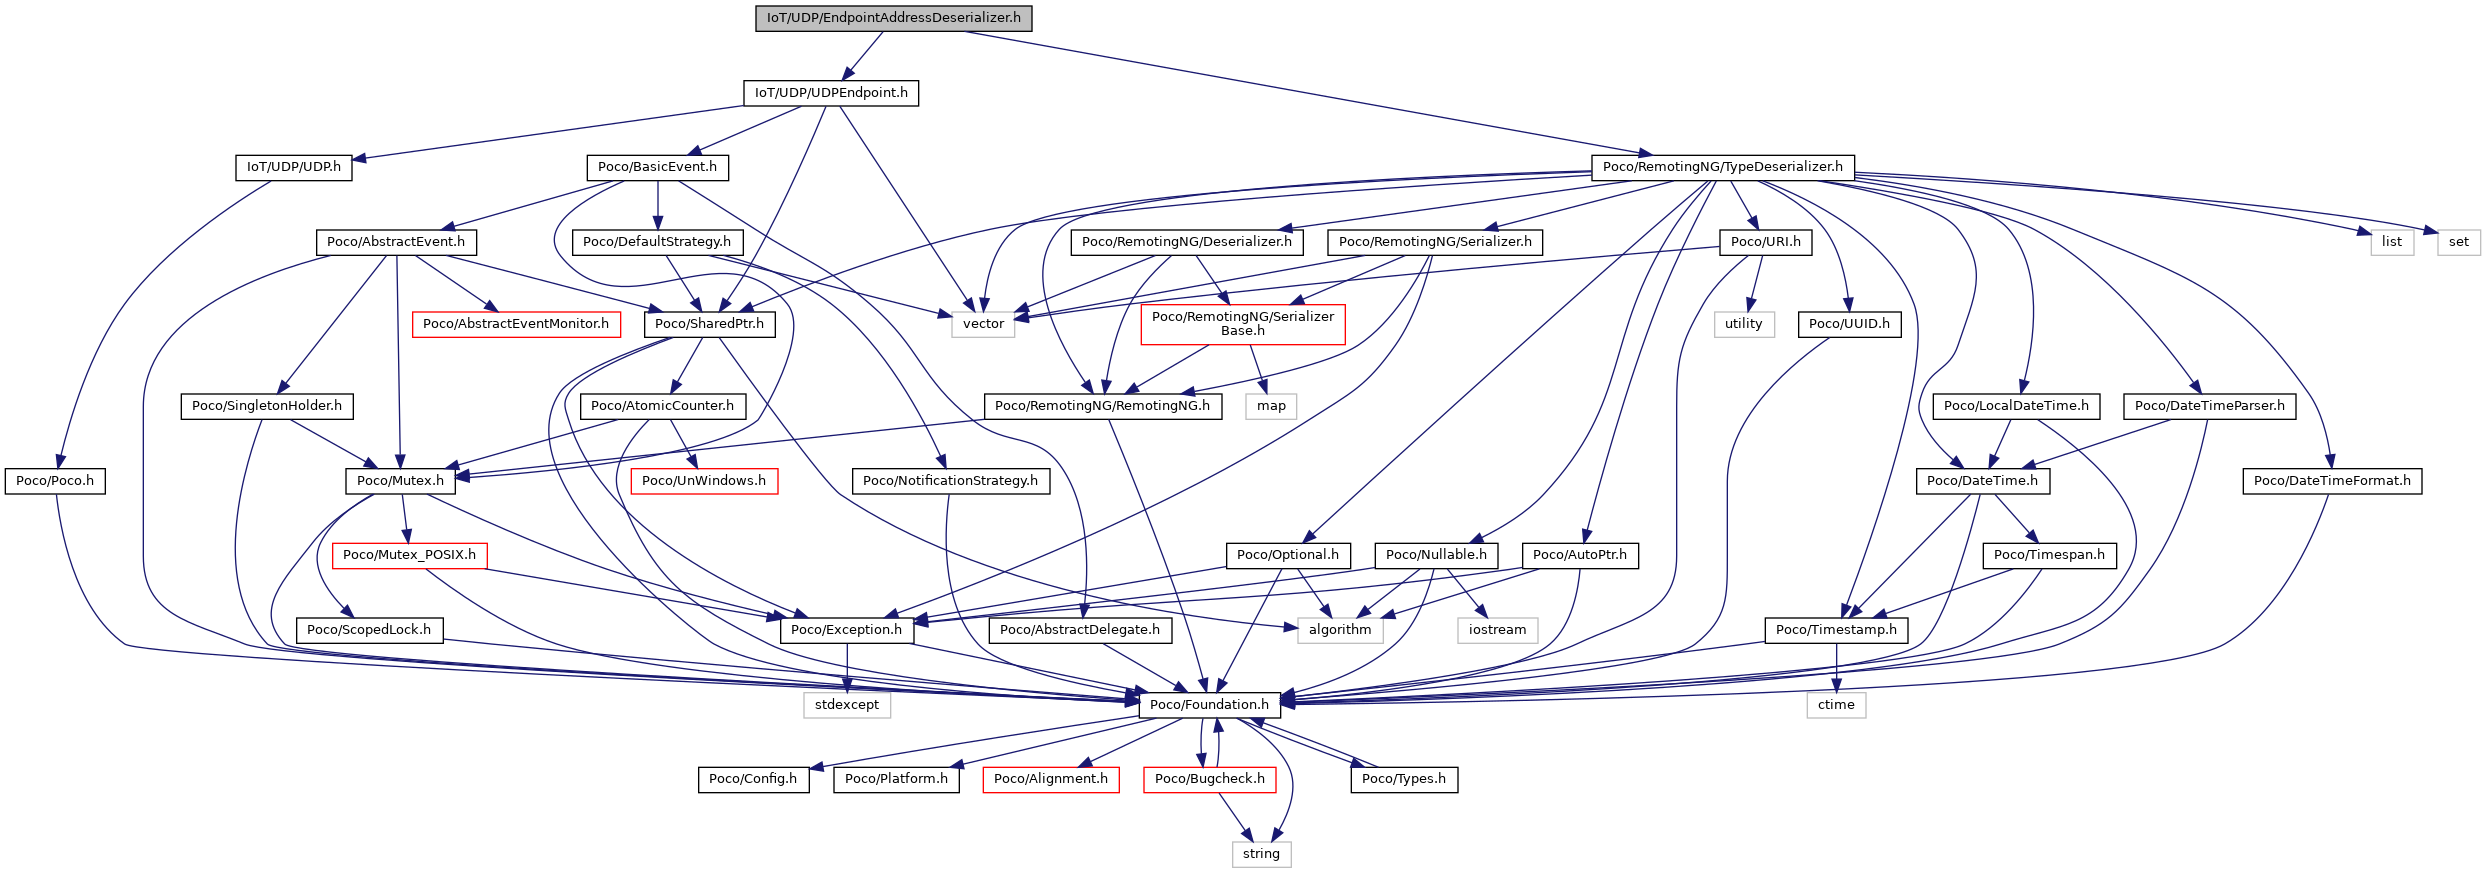 IoT/UDP/EndpointAddressDeserializer.h
IoT/UDP/UDPEndpoint.h
IoT/UDP/UDP.h
Poco/BasicEvent.h
Poco/RemotingNG/TypeDeserializer.h
Poco/AbstractEvent.h
Poco/DefaultStrategy.h
Poco/RemotingNG/Deserializer.h
Poco/RemotingNG/Serializer.h
Poco/URI.h
list
set
Poco/AbstractEventMonitor.h
Poco/SharedPtr.h
vector
Poco/RemotingNG/Serializer
Base.h
utility
Poco/UUID.h
Poco/SingletonHolder.h
Poco/AtomicCounter.h
Poco/RemotingNG/RemotingNG.h
map
Poco/LocalDateTime.h
Poco/DateTimeParser.h
Poco/Poco.h
Poco/Mutex.h
Poco/UnWindows.h
Poco/NotificationStrategy.h
Poco/DateTime.h
Poco/DateTimeFormat.h
Poco/Mutex_POSIX.h
Poco/Optional.h
Poco/Nullable.h
Poco/AutoPtr.h
Poco/Timespan.h
Poco/ScopedLock.h
Poco/Exception.h
Poco/AbstractDelegate.h
algorithm
iostream
Poco/Timestamp.h
stdexcept
Poco/Foundation.h
ctime
Poco/Config.h
Poco/Platform.h
Poco/Alignment.h
Poco/Bugcheck.h
Poco/Types.h
string